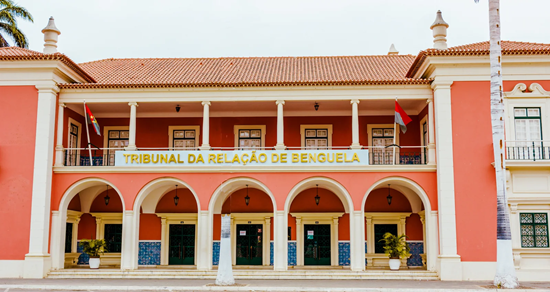 TRIBUNAL DA RELAÇÃO DE BENGUELA